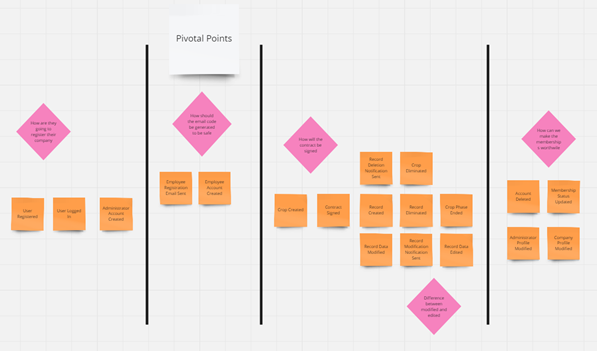 Pivotal Points
How are they
going to
register their
company
How should
the email code
be generated
to be safe
How will the
contract be
signed
How can we
make the
membership
s worldwide
User
Registered
User Logged
In
Administrator
Account
Created
Employee
Registration
Email Sent
Employee
Account
Created
Crop Created
Contract
Signed
Record
Deletion
Notification
Sent
Crop
Dismissed
Record
Created
Record
Dismissed
Crop Phase
Ended
Record Data
Modified
Record
Modification
Notification
Sent
Record Data
Edited
Account
Deleted
Membership
Status
Updated
Administrator
Profile
Modified
Company
Profile
Modified
Difference
between
modified and
edited